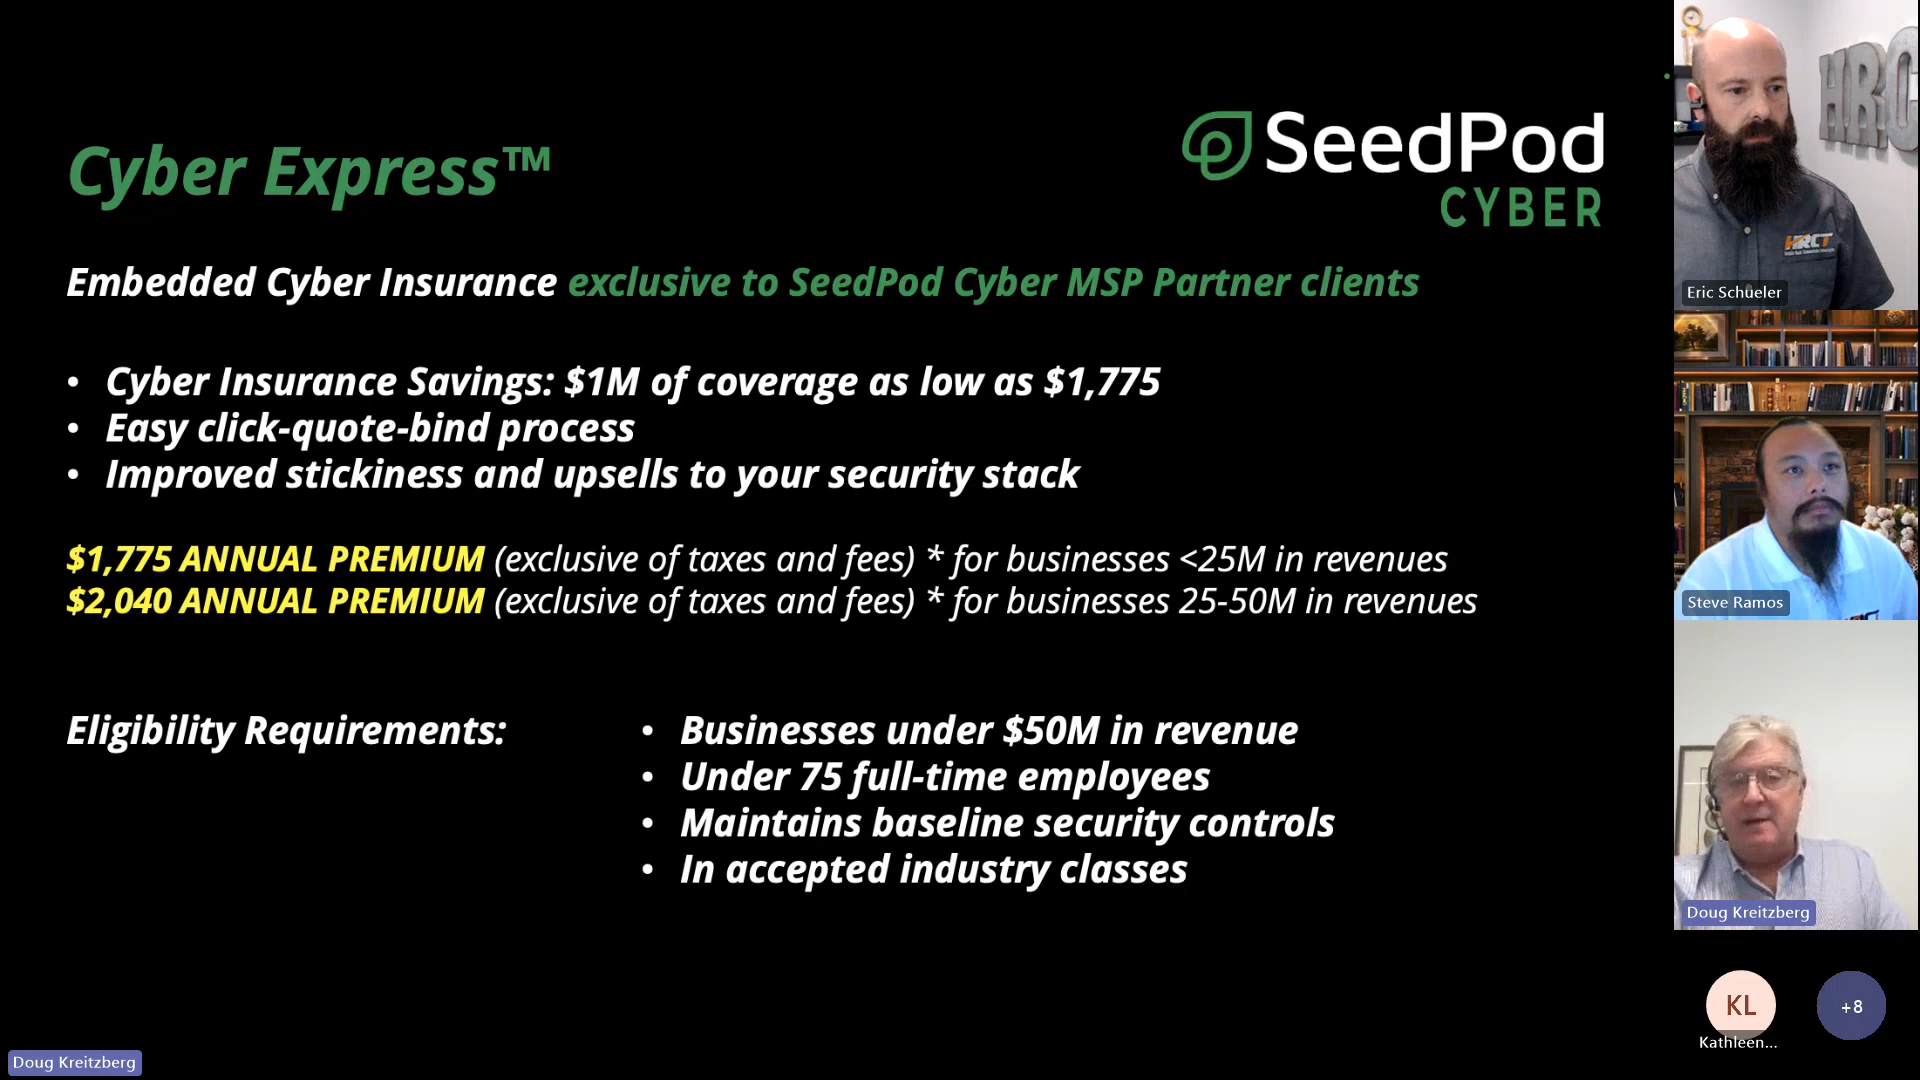 Cyber Express™
SeedPod
CYBER
Embedded Cyber Insurance exclusive to SeedPod Cyber MSP Partner clients
• Cyber Insurance Savings: $1M of coverage as low as $1,775
• Easy click-quote-bind process
• Improved stickiness and upsells to your security stack
$1,775 ANNUAL PREMIUM (exclusive of taxes and fees) * for businesses <25M in revenues
$2,040 ANNUAL PREMIUM (exclusive of taxes and fees) * for businesses 25-50M in revenues
Eligibility Requirements:
• Businesses under $50M in revenue
• Under 75 full-time employees
• Maintains baseline security controls
• In accepted industry classes
HRC
HRCT
Eric Schueler
Steve Ramos
Doug Kreitzberg
KL
+8
Kathleen...
Doug Kreitzberg